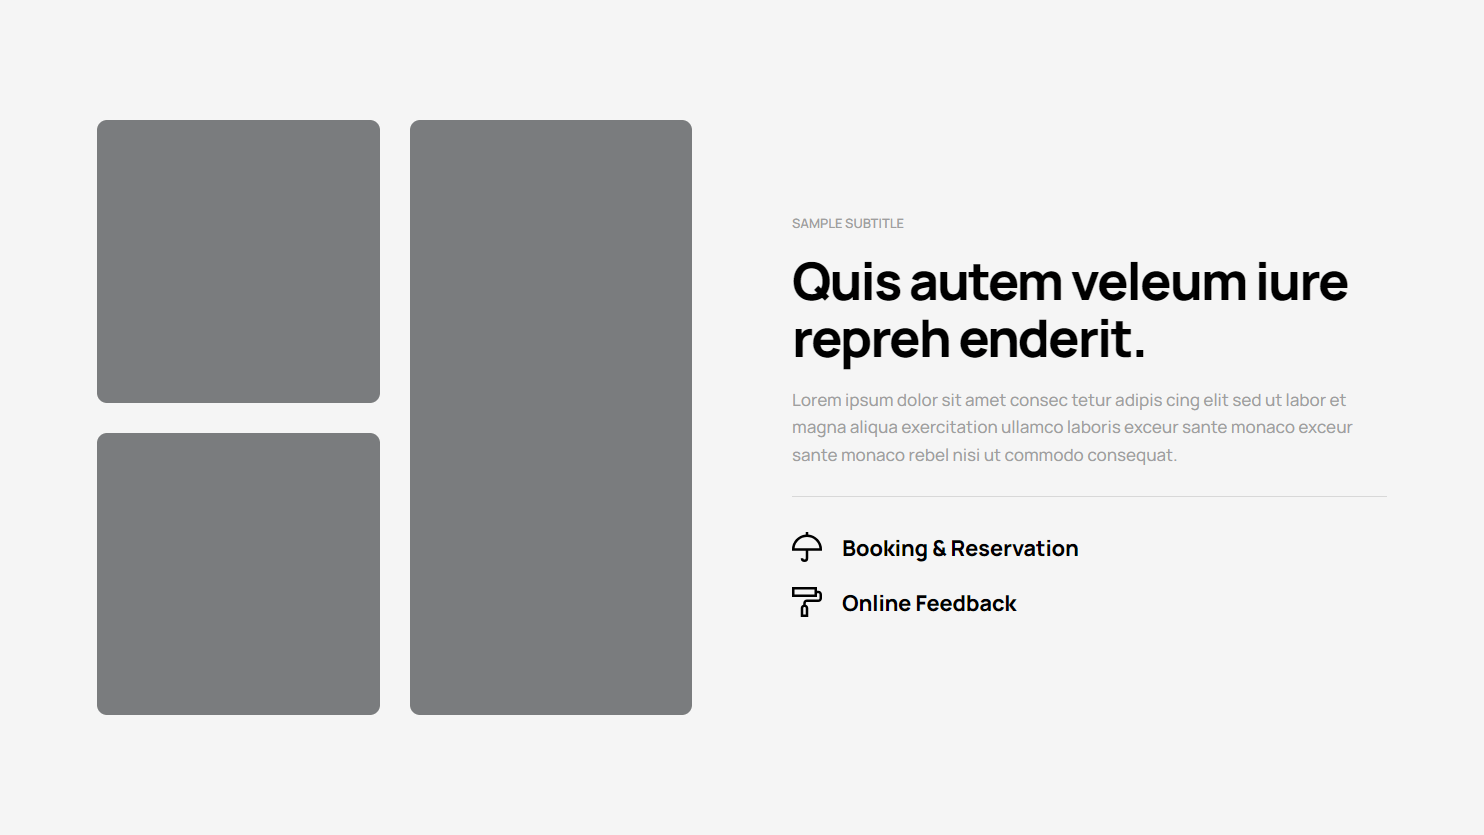 SAMPLE SUBTITLE
Quis autem veleum iure
repreh enderit.
Lorem ipsum dolor sit amet consec tetur adipis cing elit sed ut labor et
magna aliqua exercitation ullamco laboris exceur sante monaco exceur
sante monaco rebel nisi ut commodo consequat.
Booking & Reservation
Online Feedback